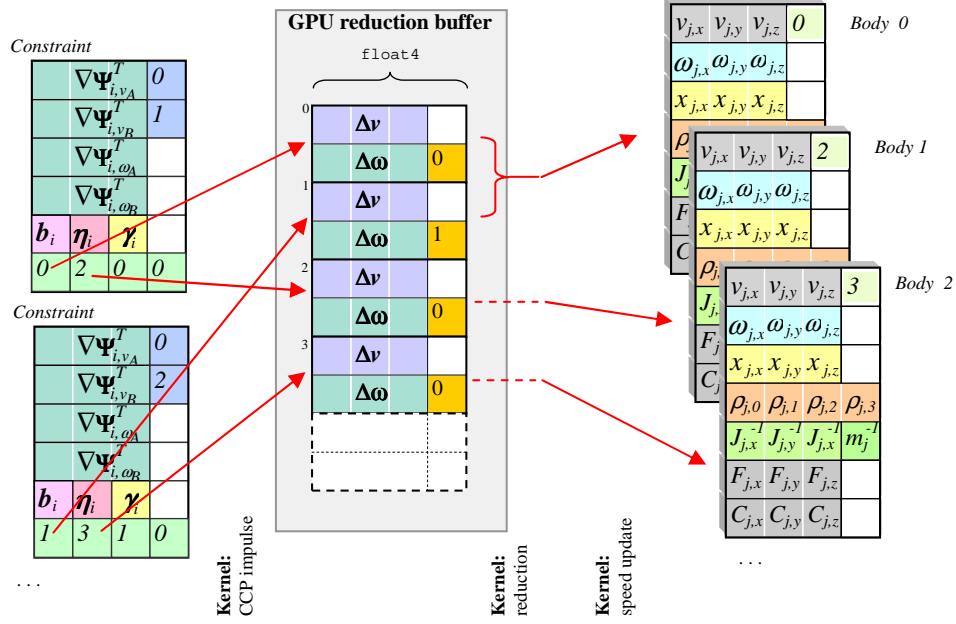 Constraint
∇Ψ^T_{i,v_A} 0
∇Ψ^T_{i,v_B} 1
∇Ψ^T_{i,ω_A}
∇Ψ^T_{i,ω_B}
b_i η_i γ_i
0 2 0 0
Constraint
∇Ψ^T_{i,v_A} 0
∇Ψ^T_{i,v_B} 2
∇Ψ^T_{i,ω_A}
∇Ψ^T_{i,ω_B}
b_i η_i γ_i
1 3 1 0
. . .
GPU reduction buffer
float4
0
Δv
Δω 0
1
Δv
Δω 1
2
Δv
Δω 0
3
Δv
Δω 0
Kernel:
CCP impulse
Kernel:
reduction
Kernel:
speed update
v_{j,x} v_{j,y} v_{j,z} 0
Body 0
ω_{j,x} ω_{j,y} ω_{j,z}
x_{j,x} x_{j,y} x_{j,z}
ρ_j
J_j
F
C
v_{j,x} v_{j,y} v_{j,z} 2
Body 1
ω_{j,x} ω_{j,y} ω_{j,z}
x_{j,x} x_{j,y} x_{j,z}
ρ_{j,
J_{j,
F_j
C_j
v_{j,x} v_{j,y} v_{j,z} 3
Body 2
ω_{j,x} ω_{j,y} ω_{j,z}
x_{j,x} x_{j,y} x_{j,z}
ρ_{j,0} ρ_{j,1} ρ_{j,2} ρ_{j,3}
J^{-1}_{j,x} J^{-1}_{j,y} J^{-1}_{j,x} m^{-1}_j
F_{j,x} F_{j,y} F_{j,z}
C_{j,x} C_{j,y} C_{j,z}
...